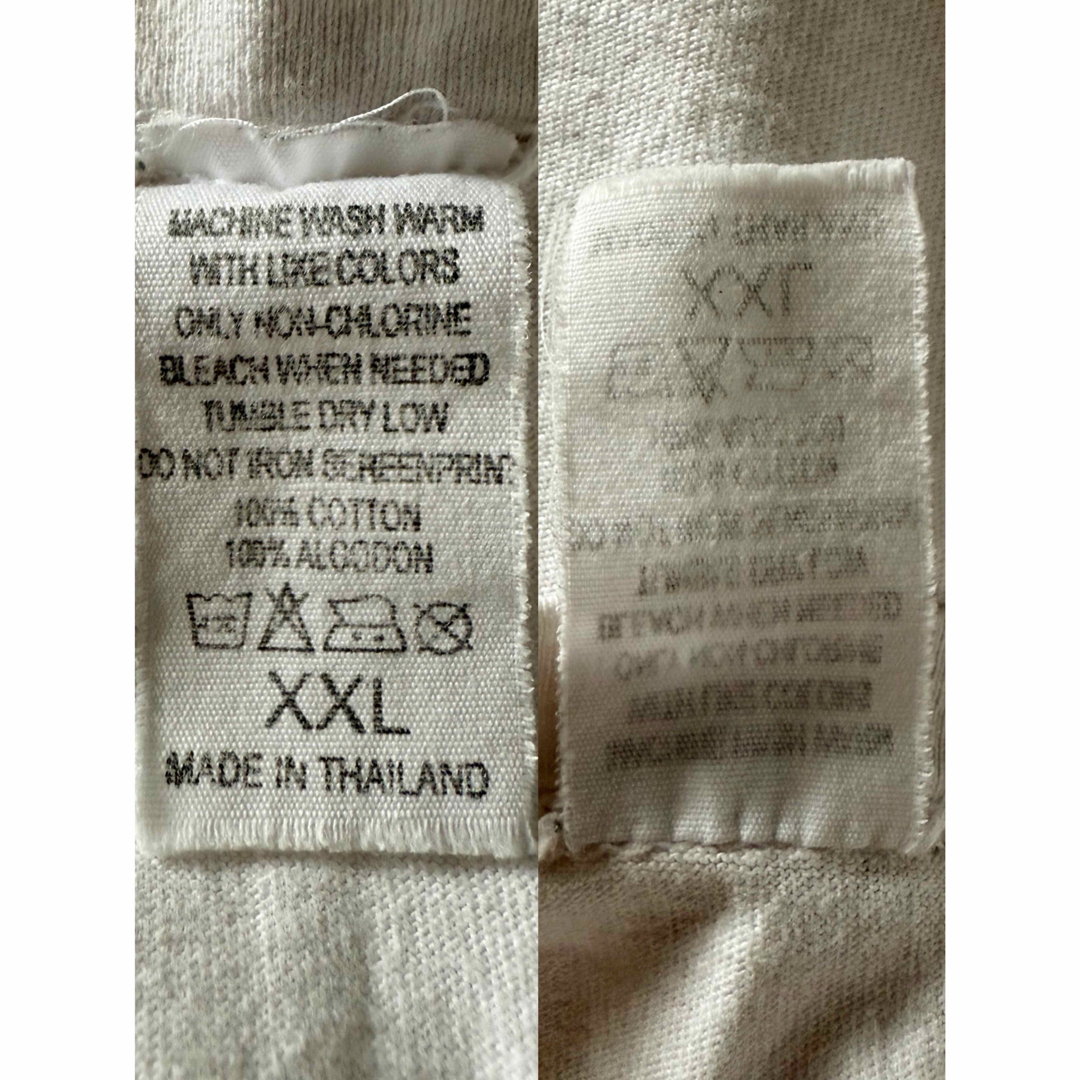 MACHINE WASH WARM
WITH LIKE COLORS
ONLY NON-CHLORINE
BLEACH WHEN NEEDED
TUMBLE DRY LOW
DO NOT IRON SCREENPRINT
100% COTTON
100% ALGODON
XXL
MADE IN THAILAND